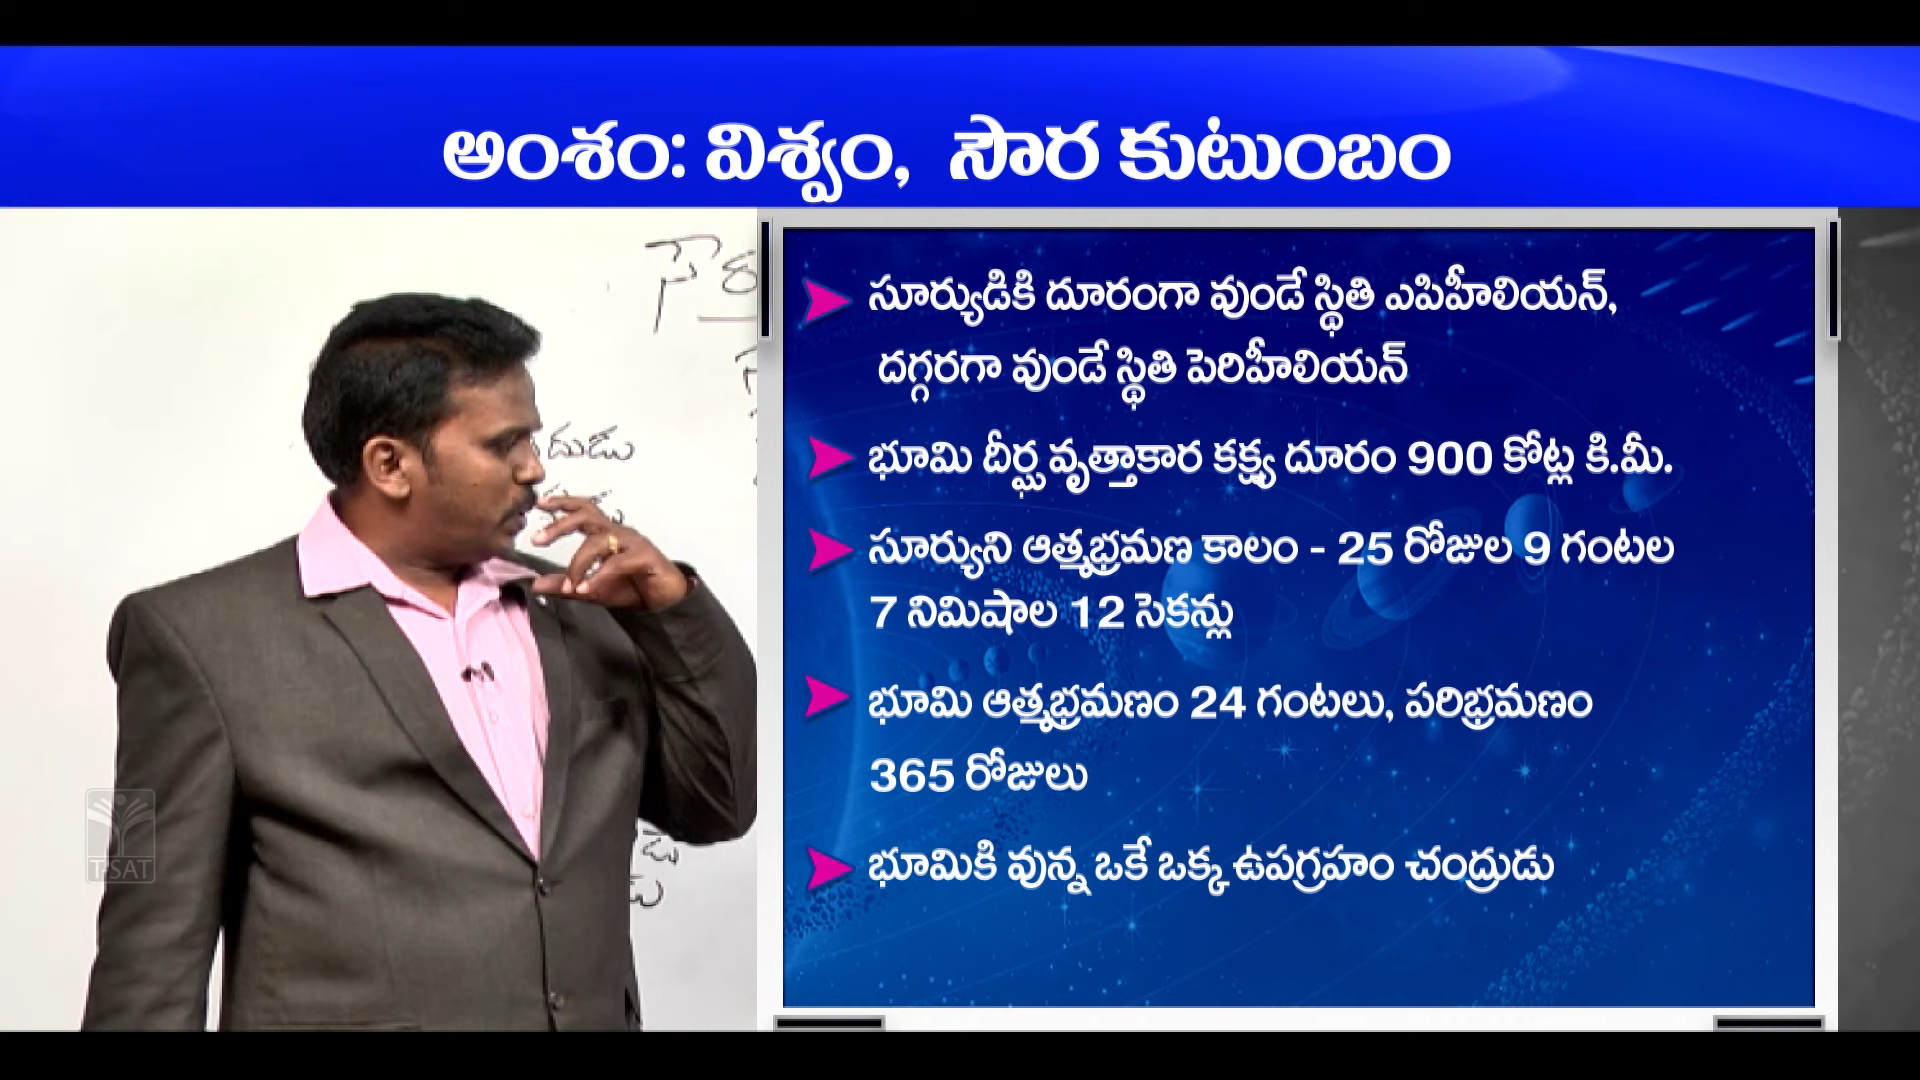 అంశం: విశ్వం, సౌర కుటుంబం
సౌర
దుడు
సూర్యుడికి దూరంగా వుండే స్థితి ఎపిహీలియన్,
దగ్గరగా వుండే స్థితి పెరిహీలియన్
భూమి దీర్ఘ వృత్తాకార కక్ష్య దూరం 900 కోట్ల కి.మీ.
సూర్యుని ఆత్మభ్రమణ కాలం - 25 రోజుల 9 గంటల
7 నిమిషాల 12 సెకన్లు
భూమి ఆత్మభ్రమణం 24 గంటలు, పరిభ్రమణం
365 రోజులు
భూమికి వున్న ఒకే ఒక్క ఉపగ్రహం చంద్రుడు
T-SAT